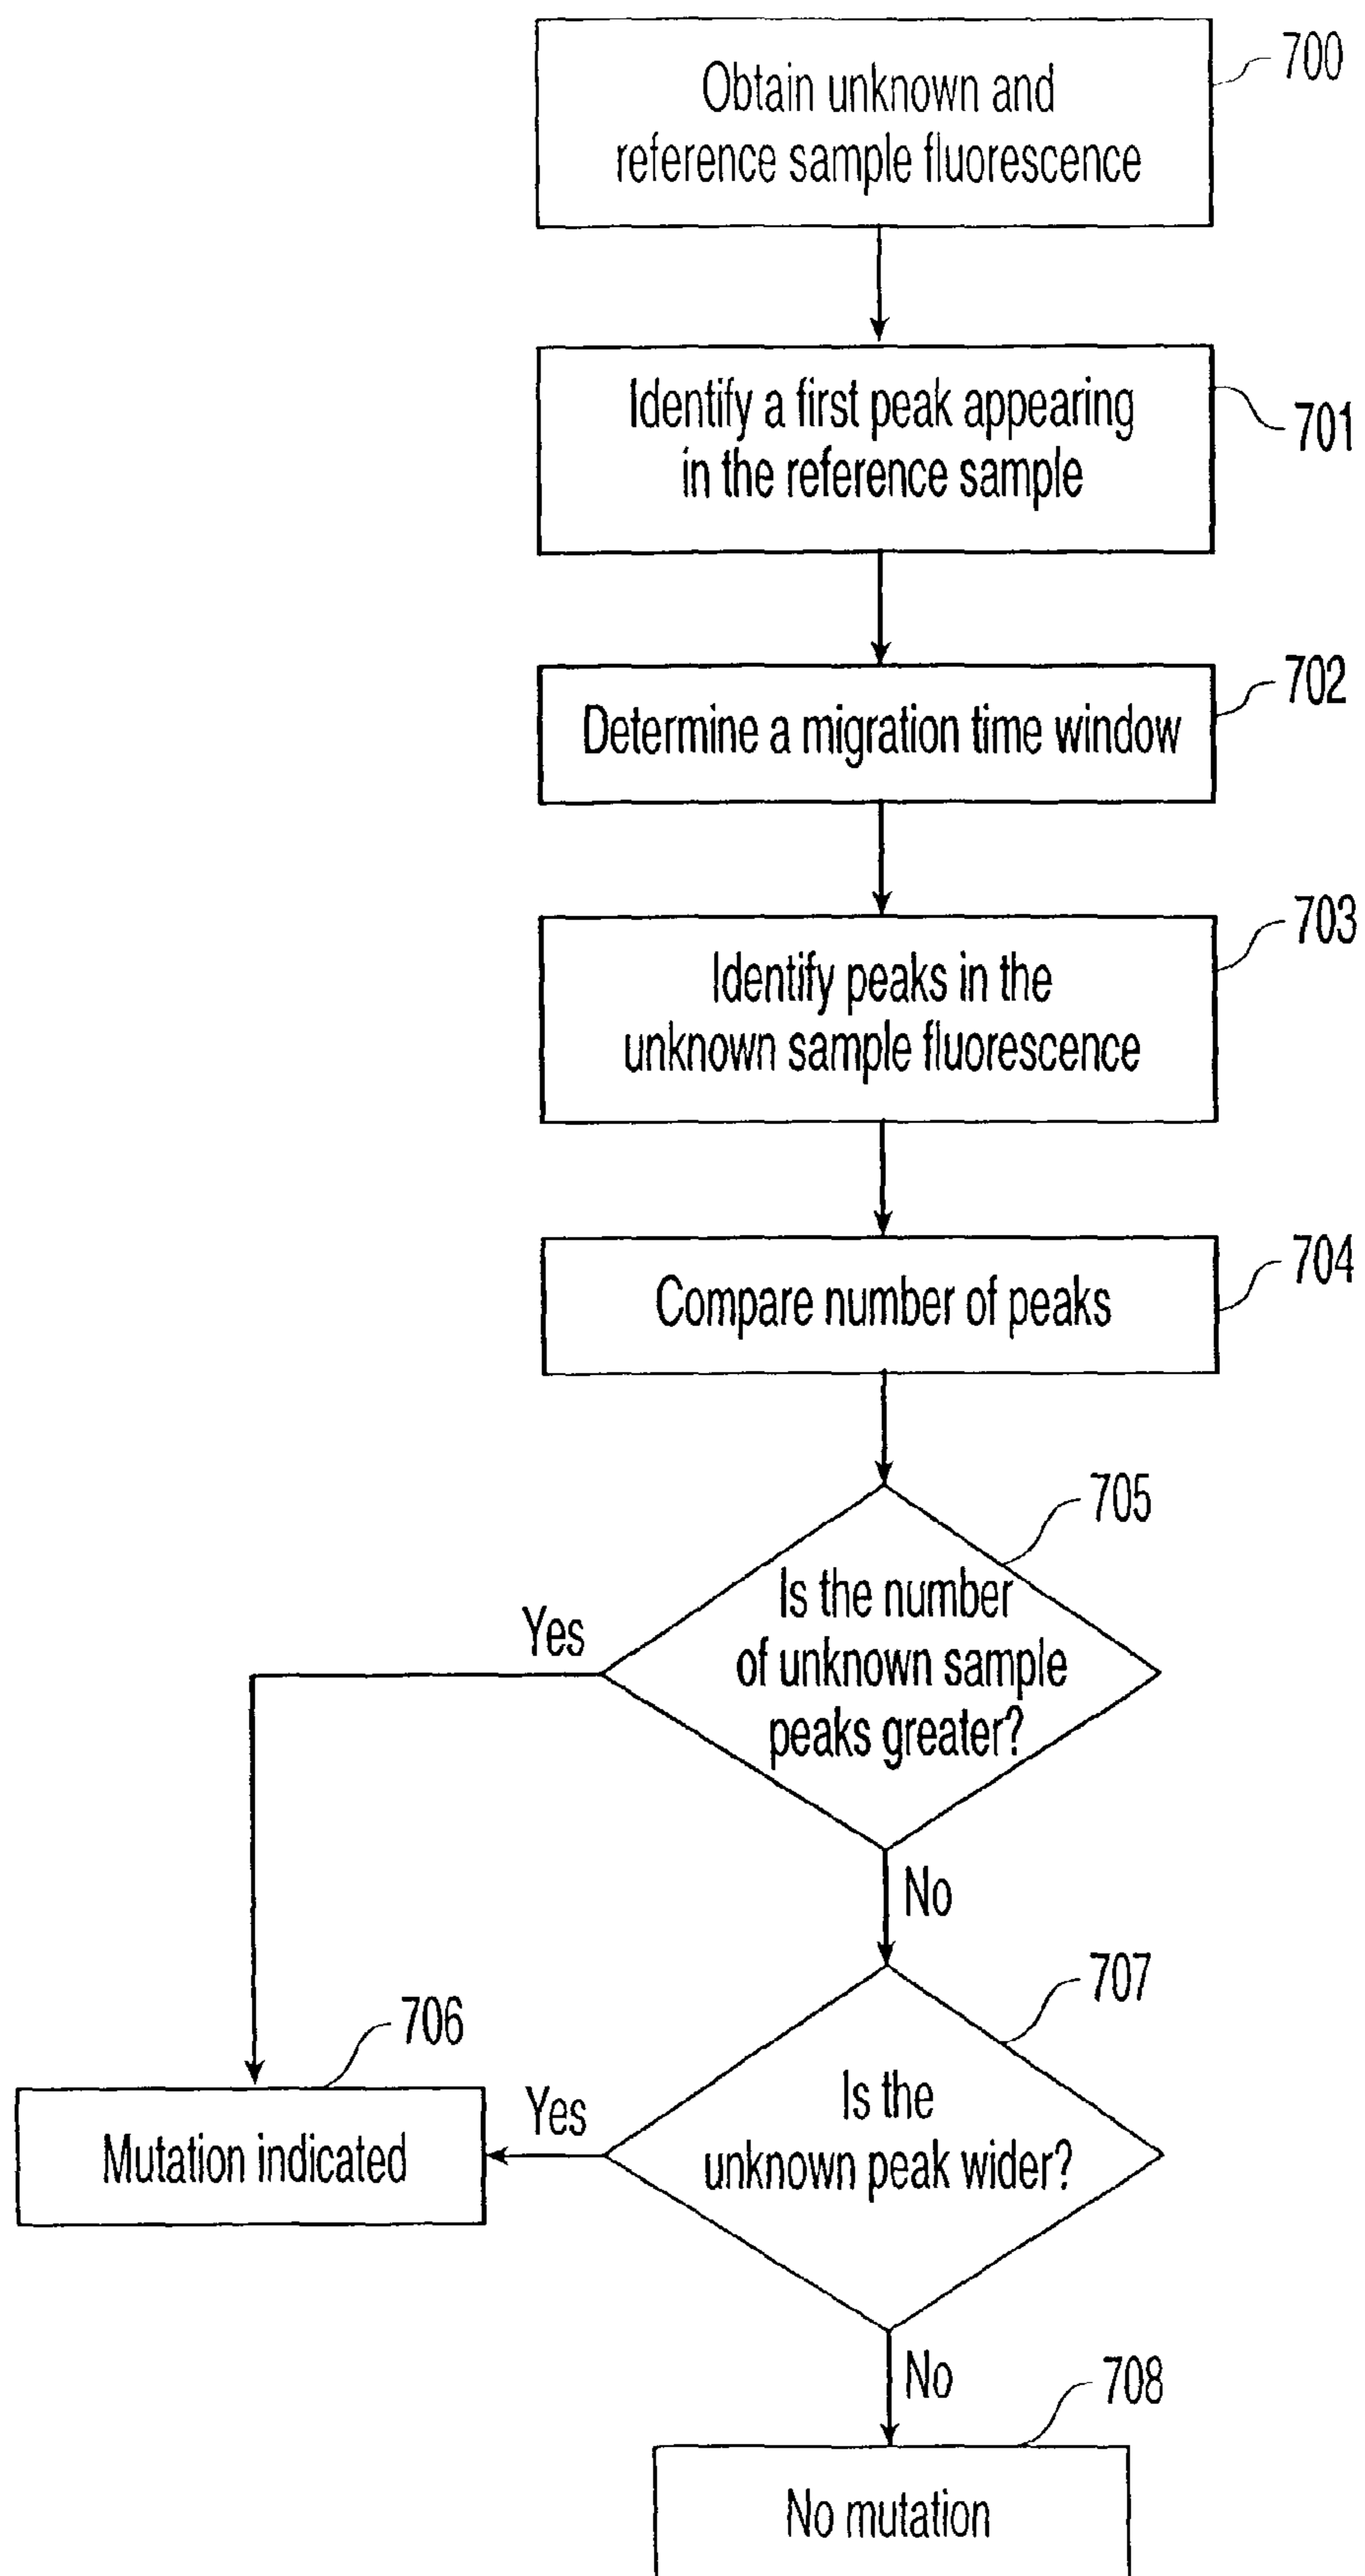 Obtain unknown and
reference sample fluorescence
700
Identify a first peak appearing
in the reference sample
701
Determine a migration time window
702
Identify peaks in the
unknown sample fluorescence
703
Compare number of peaks
704
Is the number
of unknown sample
peaks greater?
705
Yes
No
Is the
unknown peak wider?
707
Yes
Mutation indicated
706
No
No mutation
708